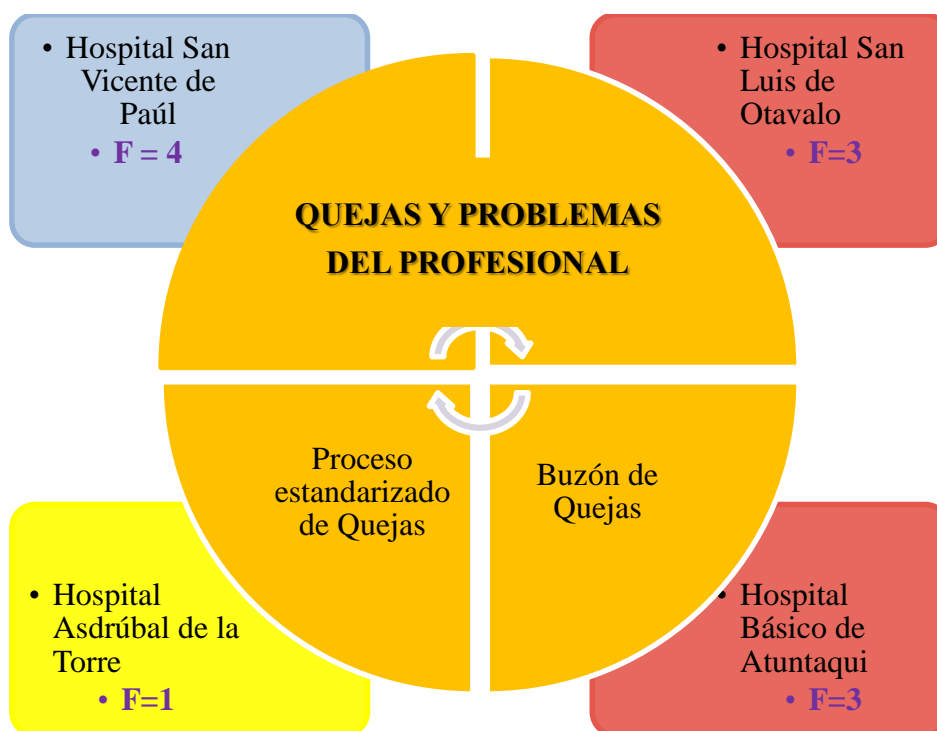 • Hospital San
Vicente de
Paúl
• F = 4
• Hospital San
Luis de
Otavalo
• F=3
QUEJAS Y PROBLEMAS
DEL PROFESIONAL
Proceso
estandarizado
de Quejas
Buzón de
Quejas
• Hospital
Asdrúbal de la
Torre
• F=1
• Hospital
Básico de
Atuntaqui
• F=3